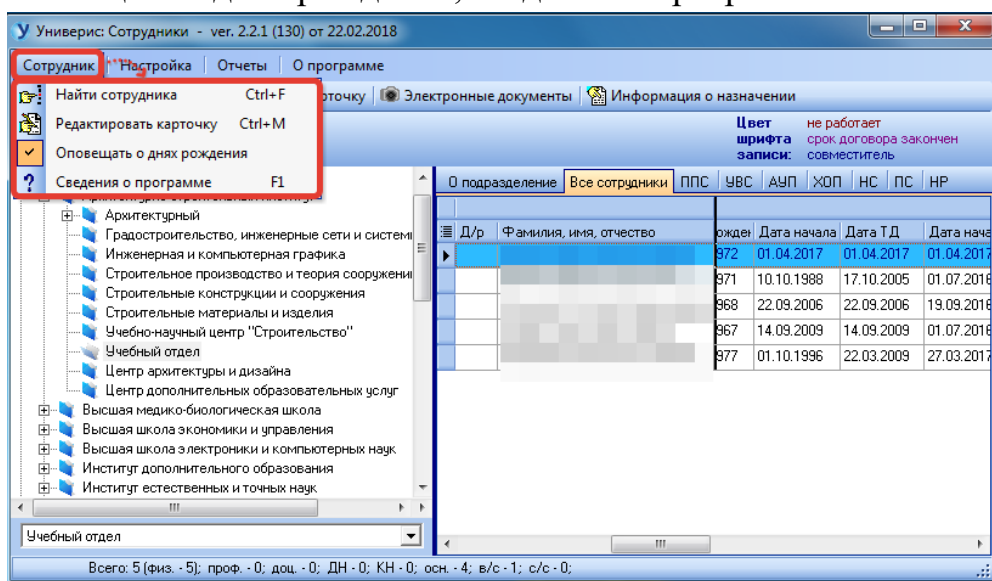 Универис: Сотрудники - ver. 2.2.1 (130) от 22.02.2018
Сотрудник Настройка Отчеты О программе
Найти сотрудника Ctrl+F
Редактировать карточку Ctrl+M
Оповещать о днях рождения
Сведения о программе F1
рточку Электронные документы Информация о назначении
Цвет шрифта записи:
не работает
срок договора закончен
совместитель
О подразделение Все сотрудники ППС УВС АУП ХОП НС ПС НР
Архитектурный
Градостроительство, инженерные сети и систем
Инженерная и компьютерная графика
Строительное производство и теория сооружени
Строительные конструкции и сооружения
Строительные материалы и изделия
Учебно-научный центр "Строительство"
Учебный отдел
Центр архитектуры и дизайна
Центр дополнительных образовательных услуг
Высшая медико-биологическая школа
Высшая школа экономики и управления
Высшая школа электроники и компьютерных наук
Институт дополнительного образования
Институт естественных и точных наук
Учебный отдел
Д/р Фамилия, имя, отчество ожден Дата начала Дата ТД Дата нача
972 01.04.2017 01.04.2017 01.04.2017
971 10.10.1988 17.10.2005 01.07.2016
968 22.09.2006 22.09.2006 19.09.2016
967 14.09.2009 14.09.2009 01.07.2016
977 01.10.1996 22.03.2009 27.03.2017
Всего: 5 (физ. - 5); проф. - 0; доц. - 0; ДН - 0; КН - 0; осн. - 4; в/с - 1; с/с - 0;